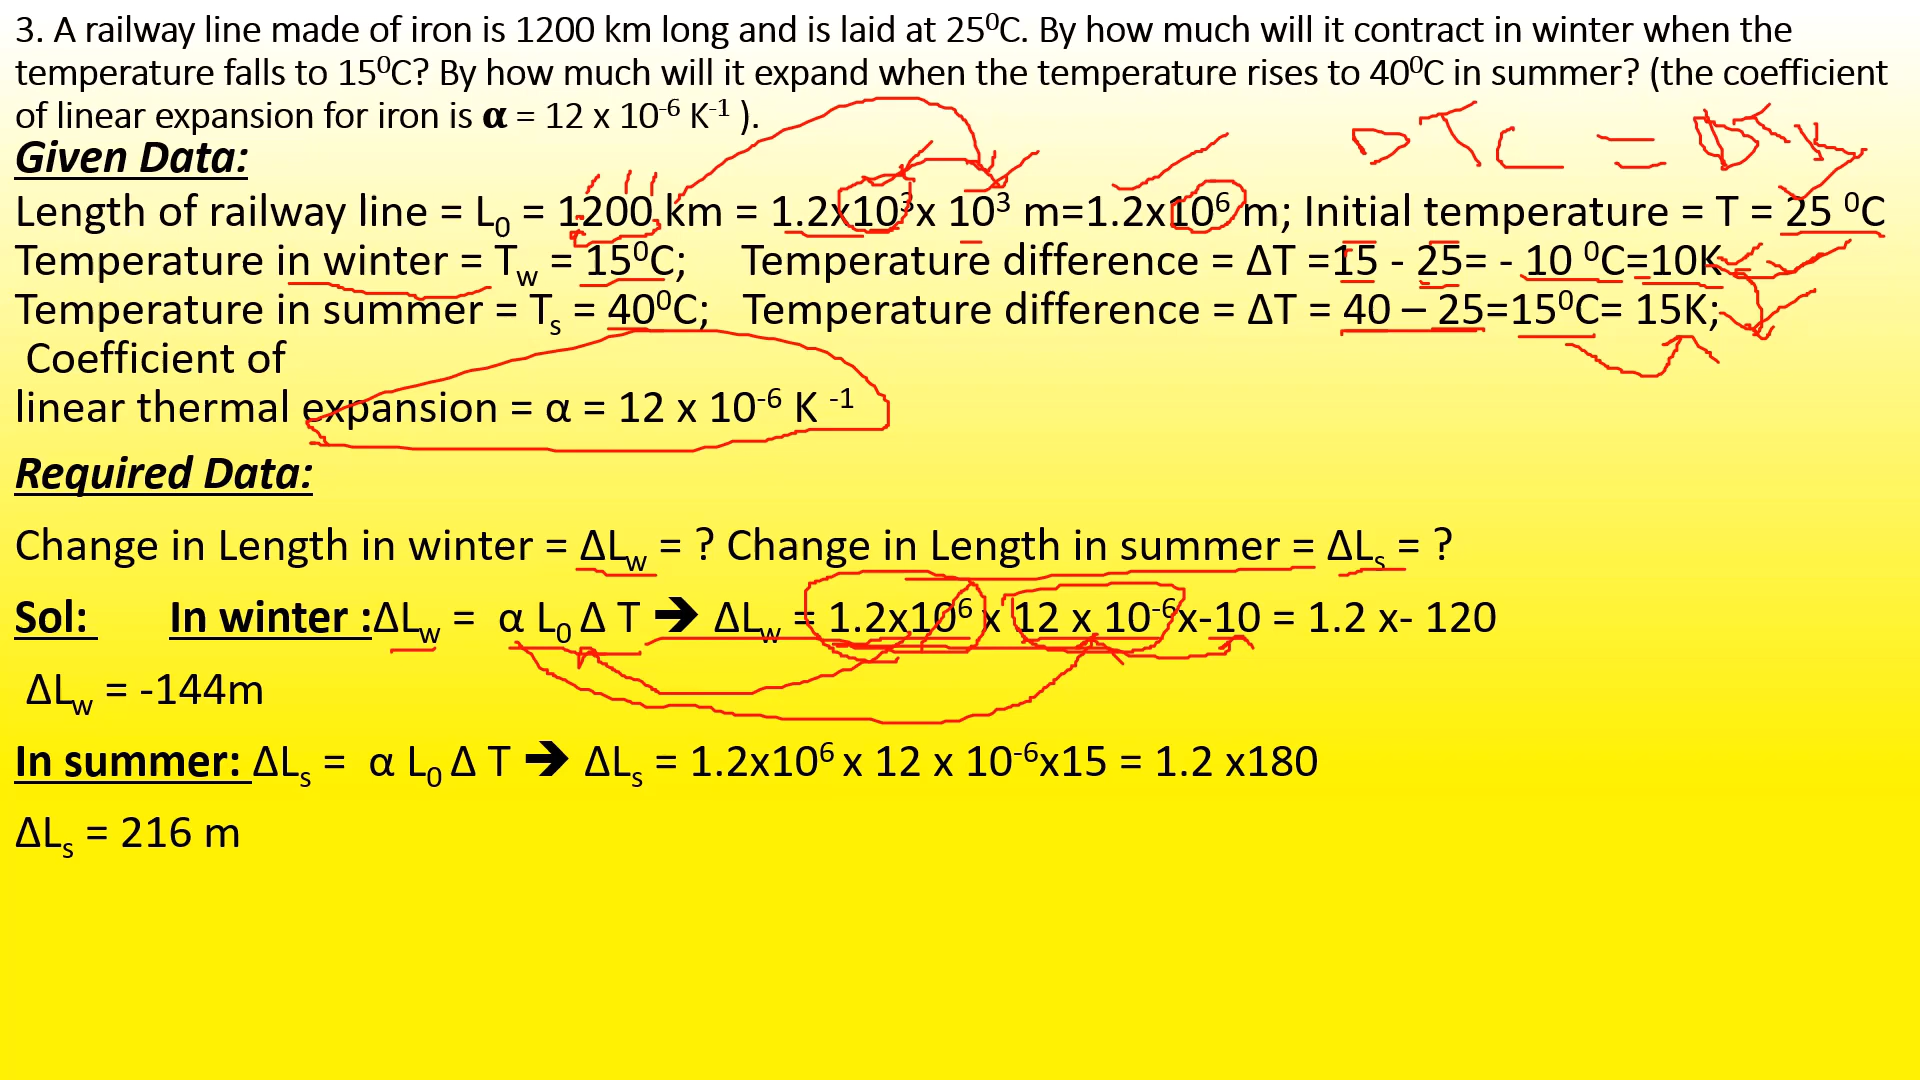 3. A railway line made of iron is 1200 km long and is laid at 25⁰C. By how much will it contract in winter when the
temperature falls to 15⁰C? By how much will it expand when the temperature rises to 40⁰C in summer? (the coefficient
of linear expansion for iron is α = 12 x 10⁻⁶ K⁻¹ ).
Given Data:
Length of railway line = L₀ = 1200 km = 1.2x10³x 10³ m=1.2x10⁶ m; Initial temperature = T = 25 ⁰C
Temperature in winter = T_w = 15⁰C; Temperature difference = ΔT =15 - 25= - 10 ⁰C=10K
Temperature in summer = Tₛ = 40⁰C; Temperature difference = ΔT = 40 – 25=15⁰C= 15K;
Coefficient of
linear thermal expansion = α = 12 x 10⁻⁶ K ⁻¹
Required Data:
Change in Length in winter = ΔL_w = ? Change in Length in summer = ΔLₛ = ?
Sol: In winter :ΔL_w = α L₀ Δ T ➔ ΔL_w = 1.2x10⁶ x 12 x 10⁻⁶x-10 = 1.2 x- 120
ΔL_w = -144m
In summer: ΔLₛ = α L₀ Δ T ➔ ΔLₛ = 1.2x10⁶ x 12 x 10⁻⁶x15 = 1.2 x180
ΔLₛ = 216 m